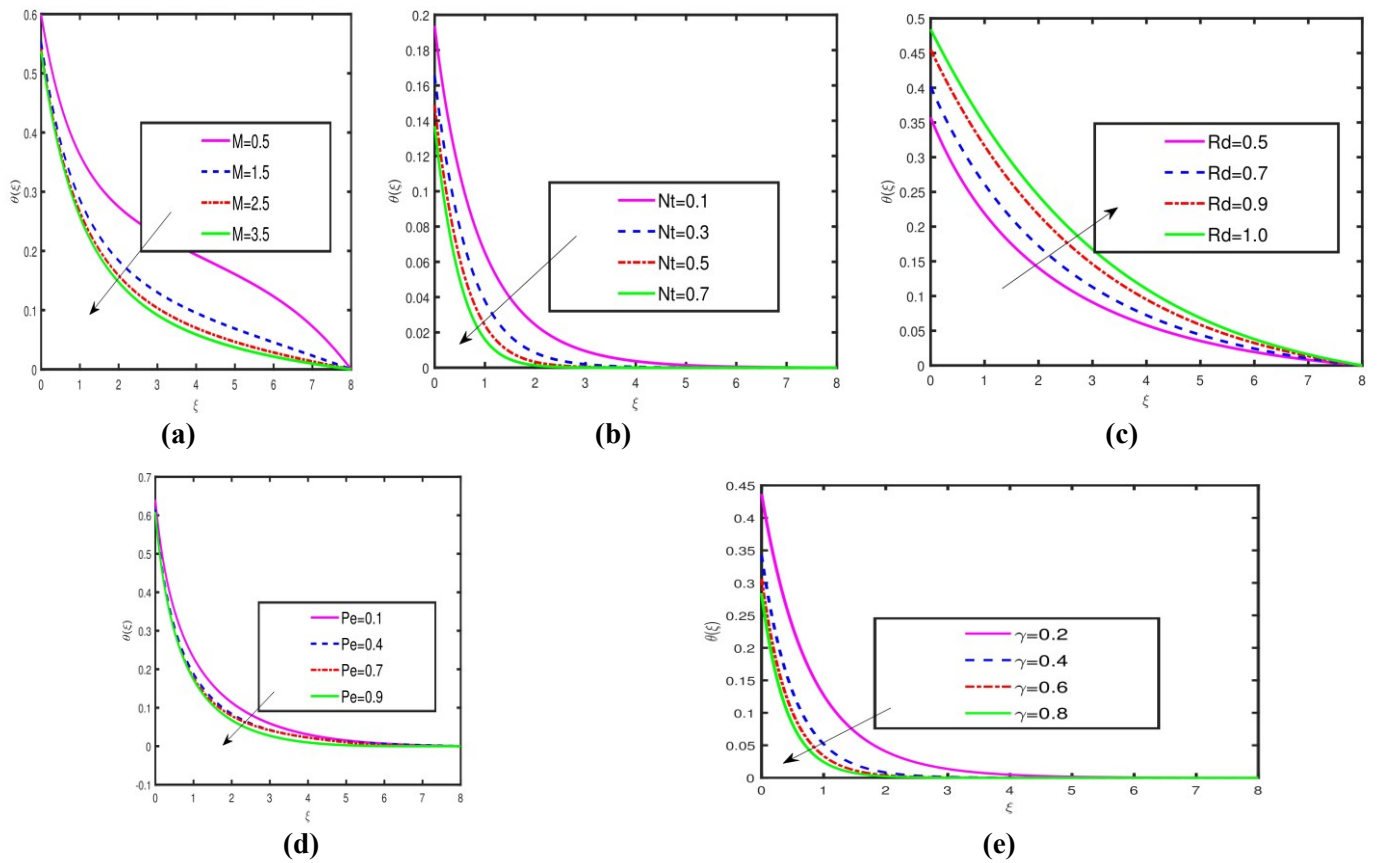 0.6
0.5
0.4
0.3
0.2
0.1
0
θ(ξ)
M=0.5
M=1.5
M=2.5
M=3.5
0 1 2 3 4 5 6 7 8
ξ
(a)
0.2
0.18
0.16
0.14
0.12
0.1
0.08
0.06
0.04
0.02
0
θ(ξ)
Nt=0.1
Nt=0.3
Nt=0.5
Nt=0.7
0 1 2 3 4 5 6 7 8
ξ
(b)
0.5
0.45
0.4
0.35
0.3
0.25
0.2
0.15
0.1
0.05
0
θ(ξ)
Rd=0.5
Rd=0.7
Rd=0.9
Rd=1.0
0 1 2 3 4 5 6 7 8
ξ
(c)
0.7
0.6
0.5
0.4
0.3
0.2
0.1
0
-0.1
θ(ξ)
Pe=0.1
Pe=0.4
Pe=0.7
Pe=0.9
0 1 2 3 4 5 6 7 8
ξ
(d)
0.45
0.4
0.35
0.3
0.25
0.2
0.15
0.1
0.05
0
θ(ξ)
γ=0.2
γ=0.4
γ=0.6
γ=0.8
0 1 2 3 4 5 6 7 8
ξ
(e)